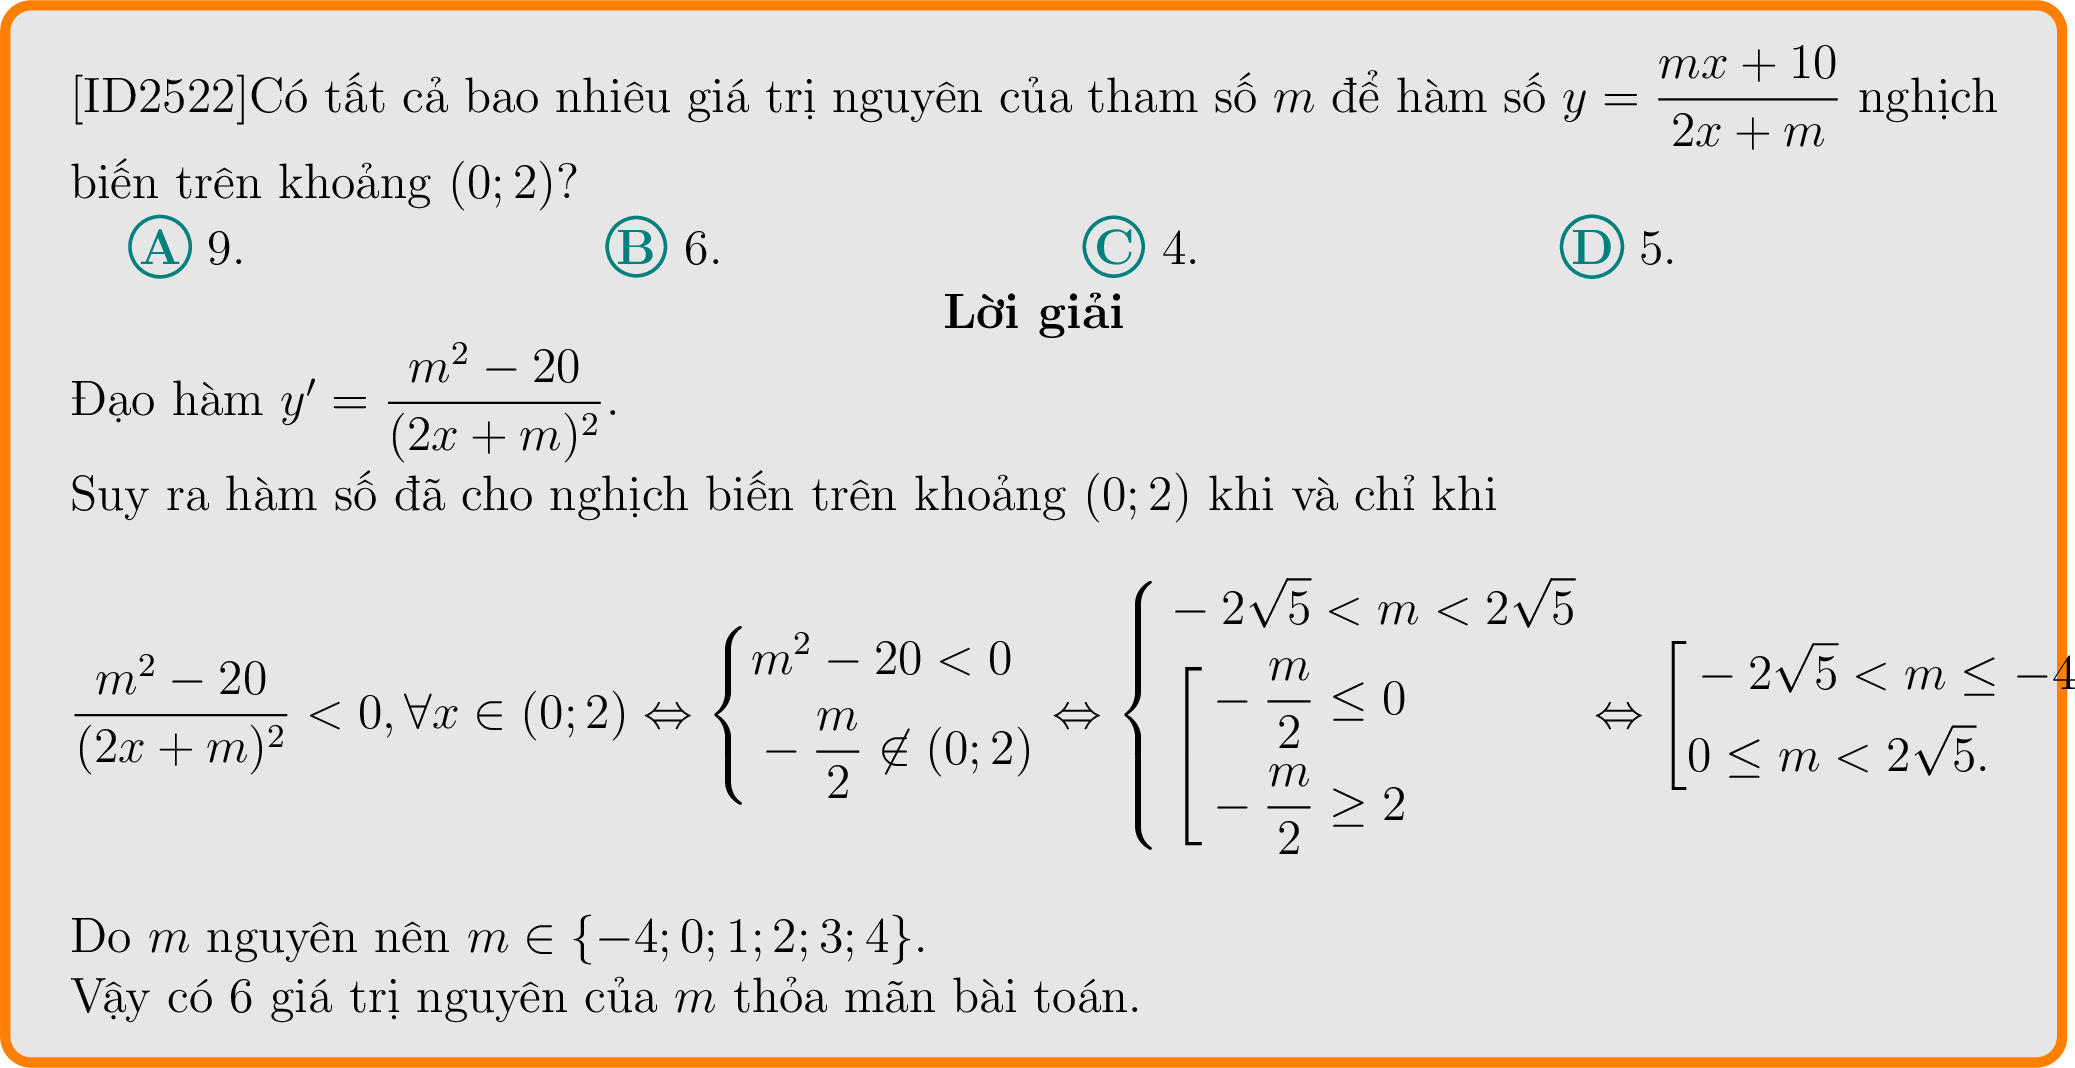 [ID2522]Có tất cả bao nhiêu giá trị nguyên của tham số $m$ để hàm số $y = \dfrac{mx + 10}{2x + m}$ nghịch
biến trên khoảng $(0; 2)$?
Ⓐ 9. Ⓑ 6. Ⓒ 4. Ⓓ 5.
Lời giải
Đạo hàm $y' = \dfrac{m^2 - 20}{(2x + m)^2}$.
Suy ra hàm số đã cho nghịch biến trên khoảng $(0; 2)$ khi và chỉ khi
$\dfrac{m^2 - 20}{(2x + m)^2} < 0, \forall x \in (0; 2) \Leftrightarrow \begin{cases} m^2 - 20 < 0 \\ -\dfrac{m}{2} \notin (0; 2) \end{cases} \Leftrightarrow \begin{cases} -2\sqrt{5} < m < 2\sqrt{5} \\ \left[\begin{array}{l} -\dfrac{m}{2} \leq 0 \\ -\dfrac{m}{2} \geq 2 \end{array}\right. \end{cases} \Leftrightarrow \left[\begin{array}{l} -2\sqrt{5} < m \leq -4 \\ 0 \leq m < 2\sqrt{5}. \end{array}\right.$
Do $m$ nguyên nên $m \in \{-4; 0; 1; 2; 3; 4\}$.
Vậy có 6 giá trị nguyên của $m$ thỏa mãn bài toán.